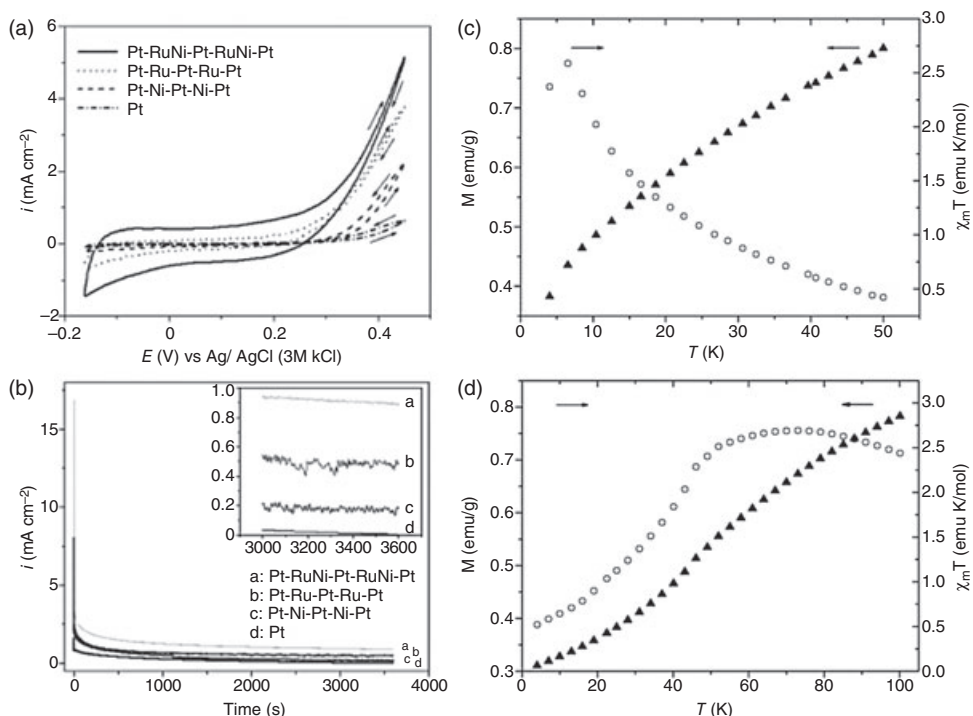 (a)
6
4
2
0
−2
i (mA cm−2)
Pt-RuNi-Pt-RuNi-Pt
Pt-Ru-Pt-Ru-Pt
Pt-Ni-Pt-Ni-Pt
Pt
−0.2 0 0.2 0.4
E (V) vs Ag/ AgCl (3M kCl)
(c)
0.8
0.7
0.6
0.5
0.4
M (emu/g)
3.0
2.5
2.0
1.5
1.0
0.5
χmT (emu K/mol)
0 10 20 30 40 50
T (K)
(b)
15
10
5
0
i (mA cm−2)
1.0
0.8
0.6
0.4
0.2
0
a
b
c
d
3000 3200 3400 3600
a: Pt-RuNi-Pt-RuNi-Pt
b: Pt-Ru-Pt-Ru-Pt
c: Pt-Ni-Pt-Ni-Pt
d: Pt
a b
c d
0 1000 2000 3000 4000
Time (s)
(d)
0.8
0.7
0.6
0.5
0.4
0.3
M (emu/g)
3.0
2.5
2.0
1.5
1.0
0.5
0.0
χmT (emu K/mol)
0 20 40 60 80 100
T (K)